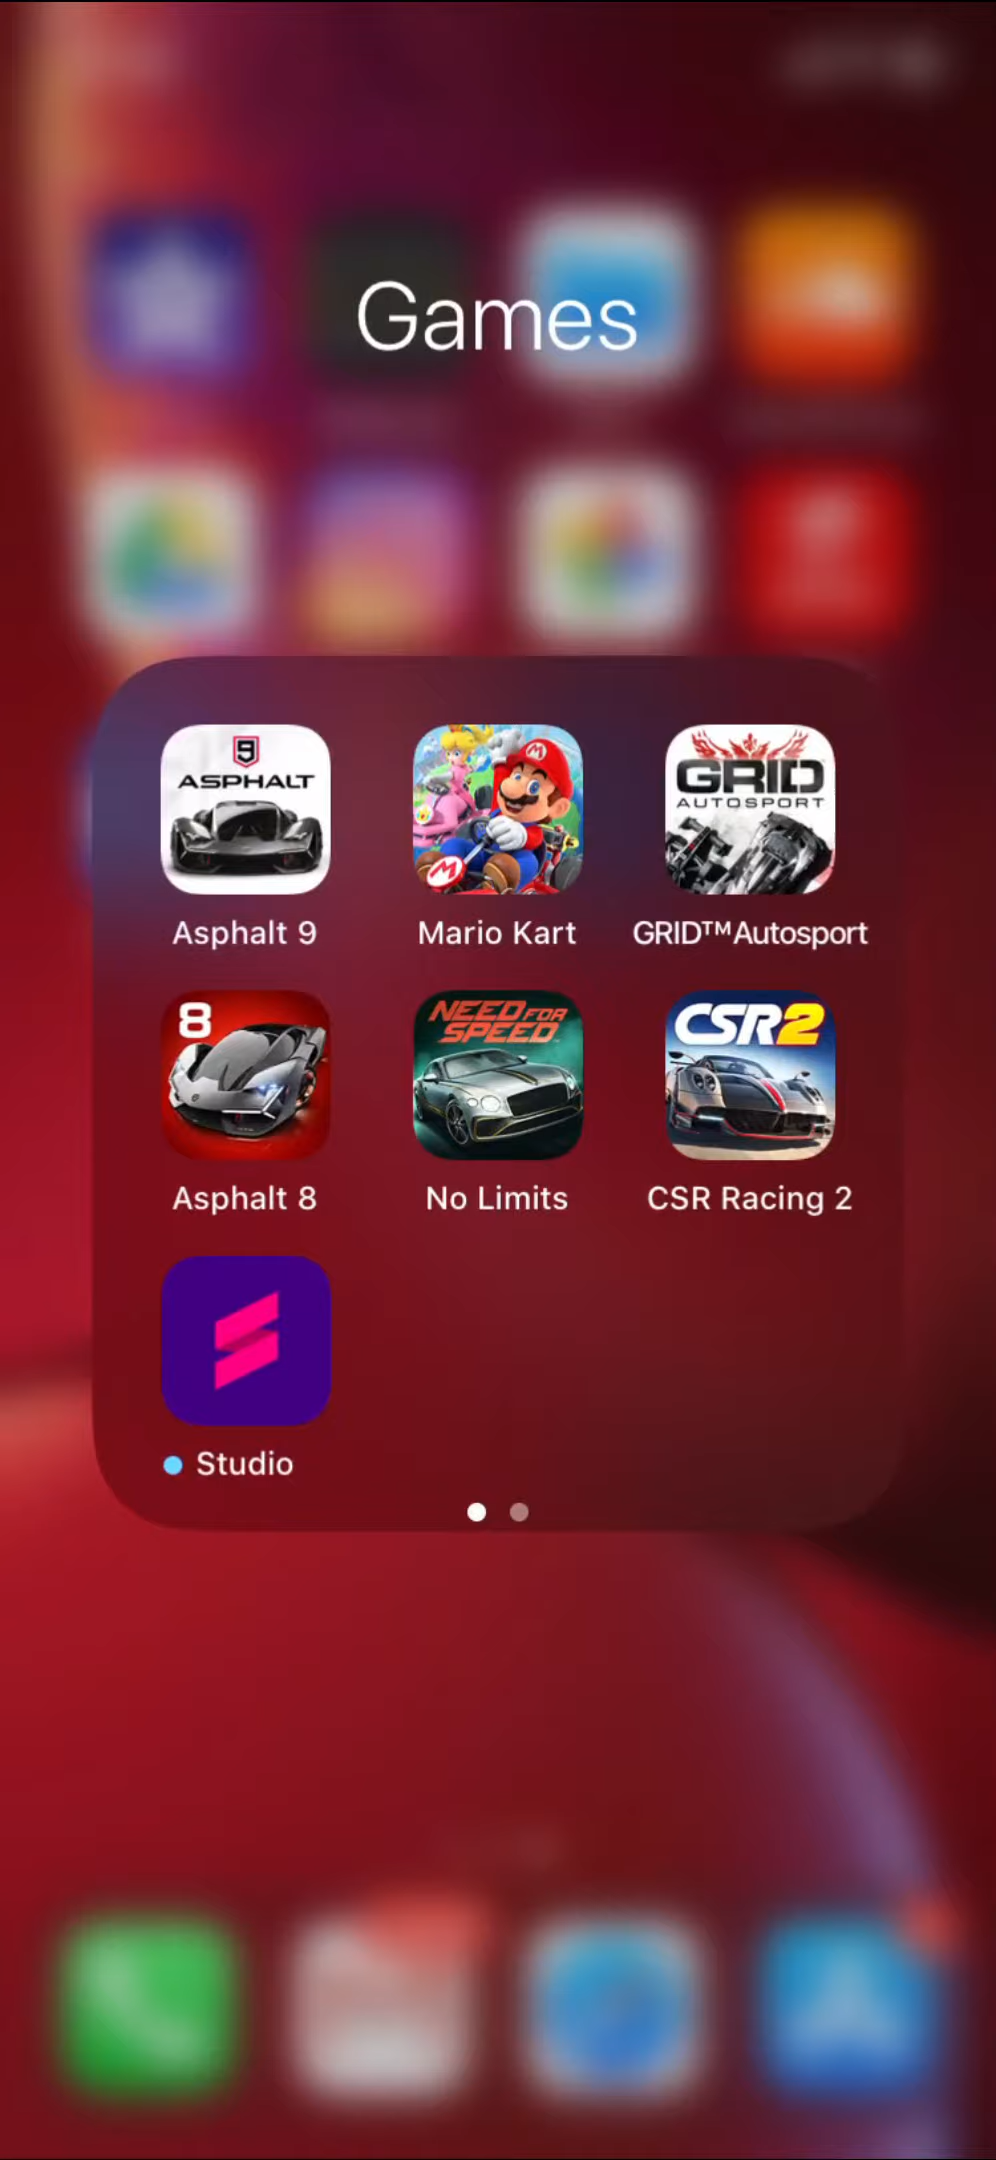 Games
9
ASPHALT
M
M
GRID
AUTOSPORT
Asphalt 9
Mario Kart
GRID™Autosport
8
NEED FOR
SPEED
CSR2
Asphalt 8
No Limits
CSR Racing 2
Studio